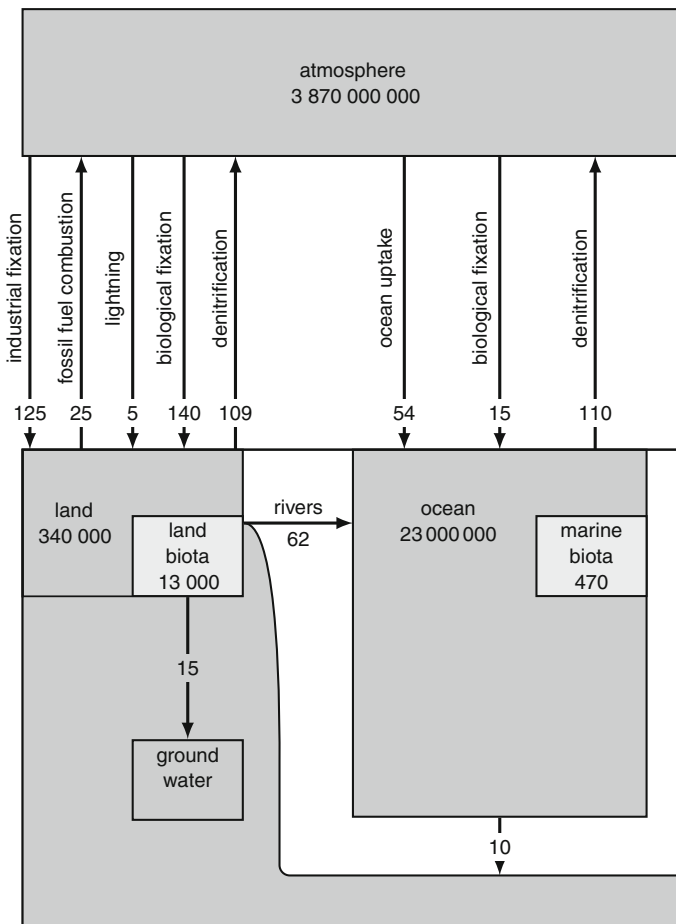 atmosphere
3 870 000 000
industrial fixation
fossil fuel combustion
lightning
biological fixation
denitrification
ocean uptake
biological fixation
denitrification
125
25
5
140
109
54
15
110
land
340 000
land
biota
13 000
rivers
62
ocean
23 000 000
marine
biota
470
15
ground
water
10